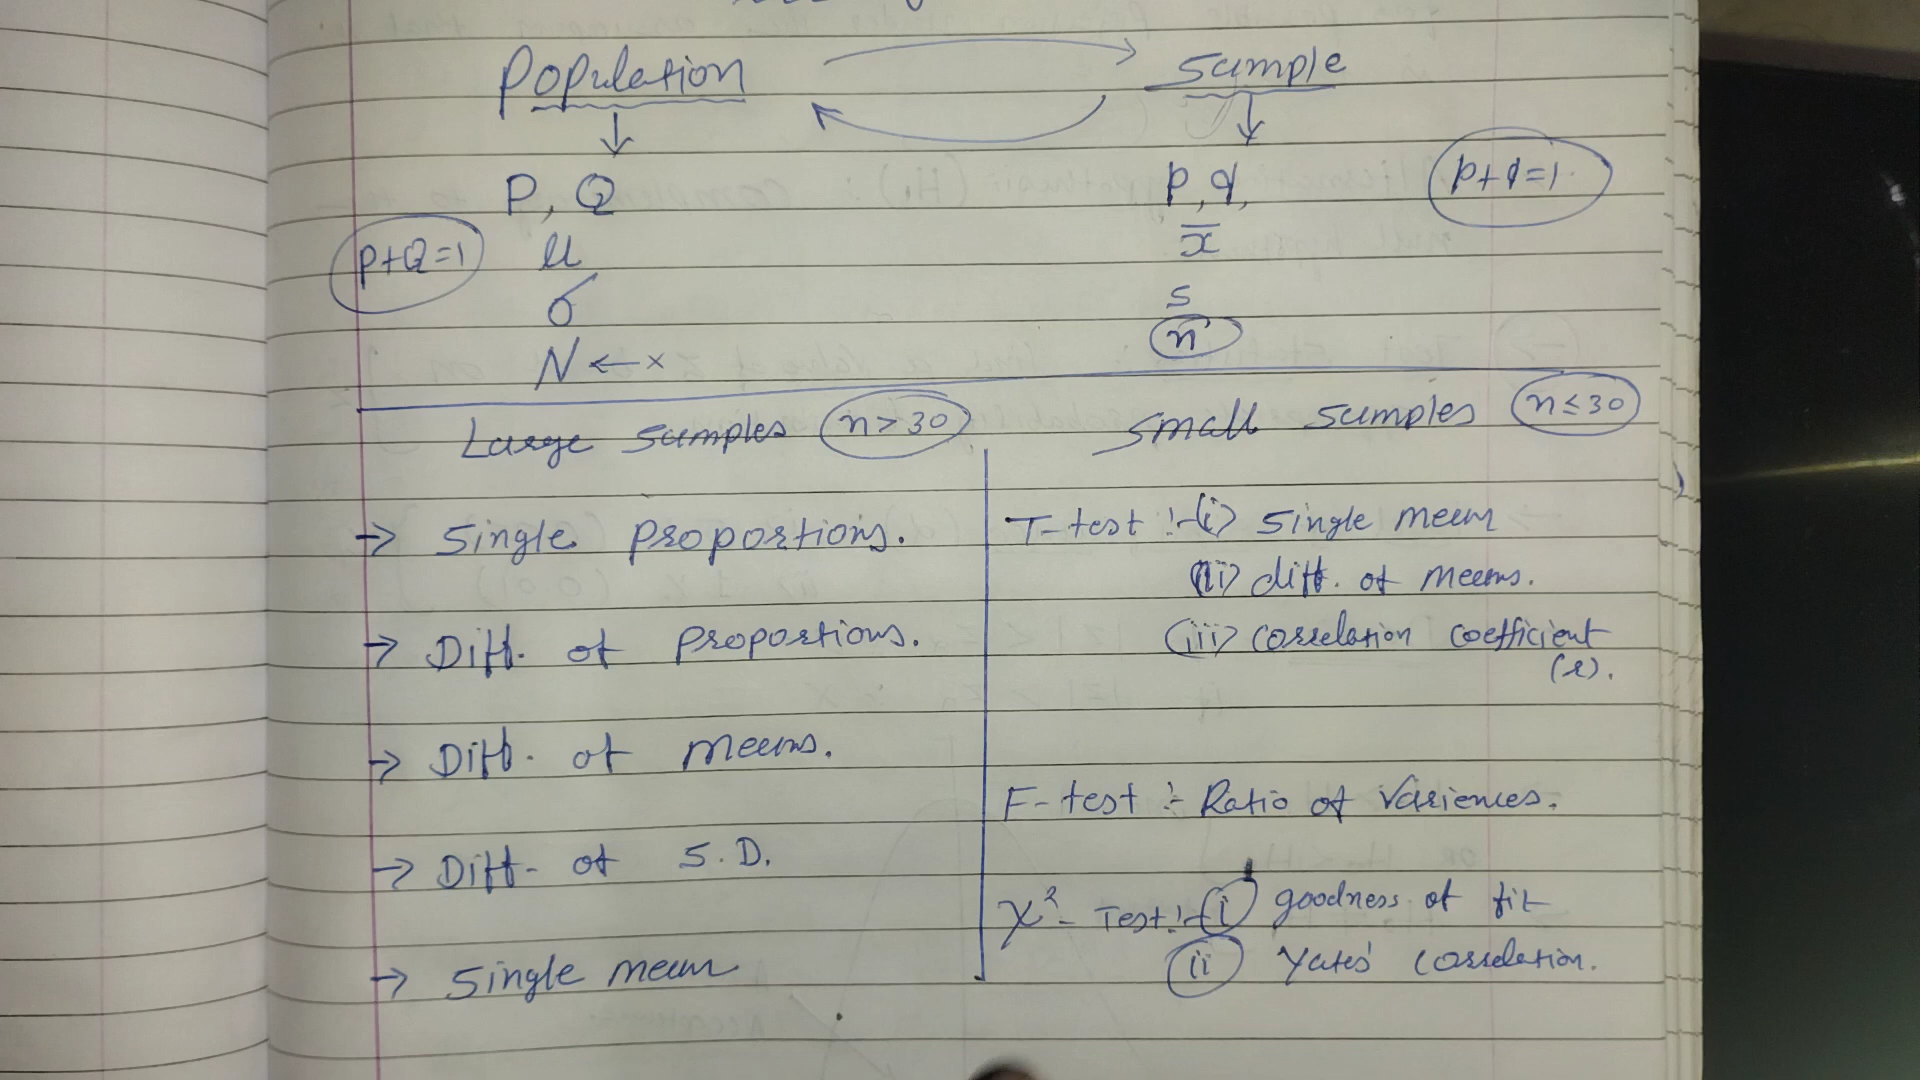 Population → Sample
↓ ← ↓
P, Q p, q, p+q=1
P+Q=1 μ x̄
σ s
N ← × n
Large Samples n > 30 Small Samples n ≤ 30
→ Single Proportions. T-test :- (i) Single mean
(ii) diff. of means.
→ Diff. of Proportions. (iii) correlation coefficient
(r).
→ Diff. of means.
F-test :- Ratio of Variences.
→ Diff. of S.D.
χ²- Test :- (i) goodness of fit
→ Single mean (ii) Yates' correlation.